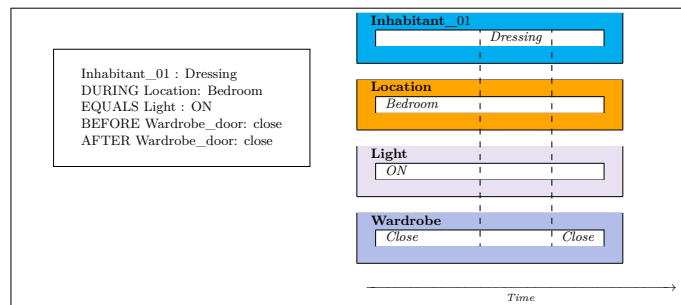 Inhabitant_01 : Dressing
DURING Location: Bedroom
EQUALS Light : ON
BEFORE Wardrobe_door: close
AFTER Wardrobe_door: close
Inhabitant_01
Dressing
Location
Bedroom
Light
ON
Wardrobe
Close Close
Time